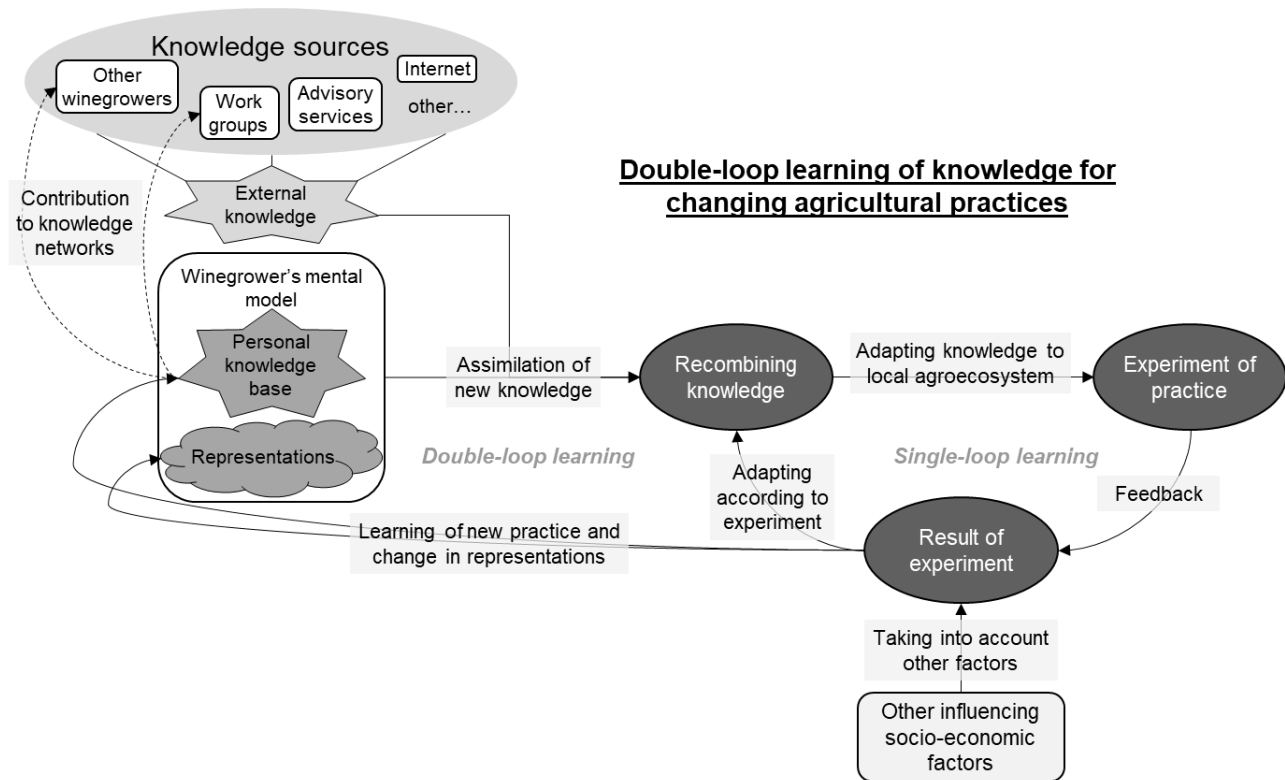 Knowledge sources
Other
winegrowers
Work
groups
Advisory
services
Internet
other…
Contribution
to knowledge
networks
External
knowledge
Double-loop learning of knowledge for
changing agricultural practices
Winegrower's mental
model
Personal
knowledge
base
Representations
Assimilation of
new knowledge
Recombining
knowledge
Adapting knowledge to
local agroecosystem
Experiment of
practice
Double-loop learning
Single-loop learning
Adapting
according to
experiment
Feedback
Learning of new practice and
change in representations
Result of
experiment
Taking into account
other factors
Other influencing
socio-economic
factors